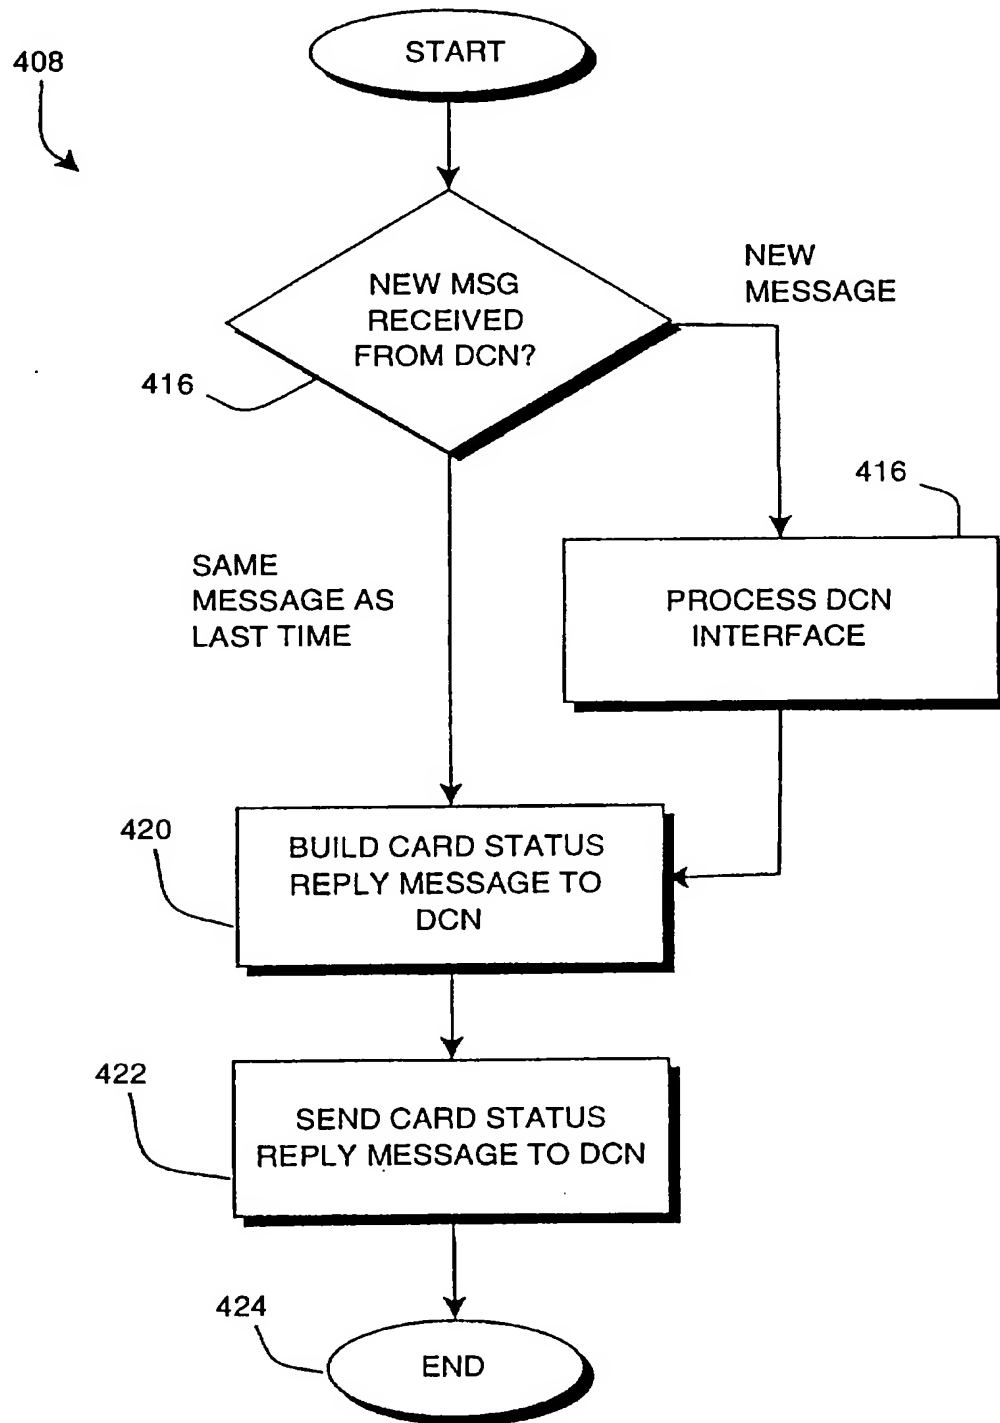 START
408
NEW MSG
RECEIVED
FROM DCN?
NEW
MESSAGE
416
416
SAME
MESSAGE AS
LAST TIME
PROCESS DCN
INTERFACE
420
BUILD CARD STATUS
REPLY MESSAGE TO
DCN
422
SEND CARD STATUS
REPLY MESSAGE TO DCN
424
END